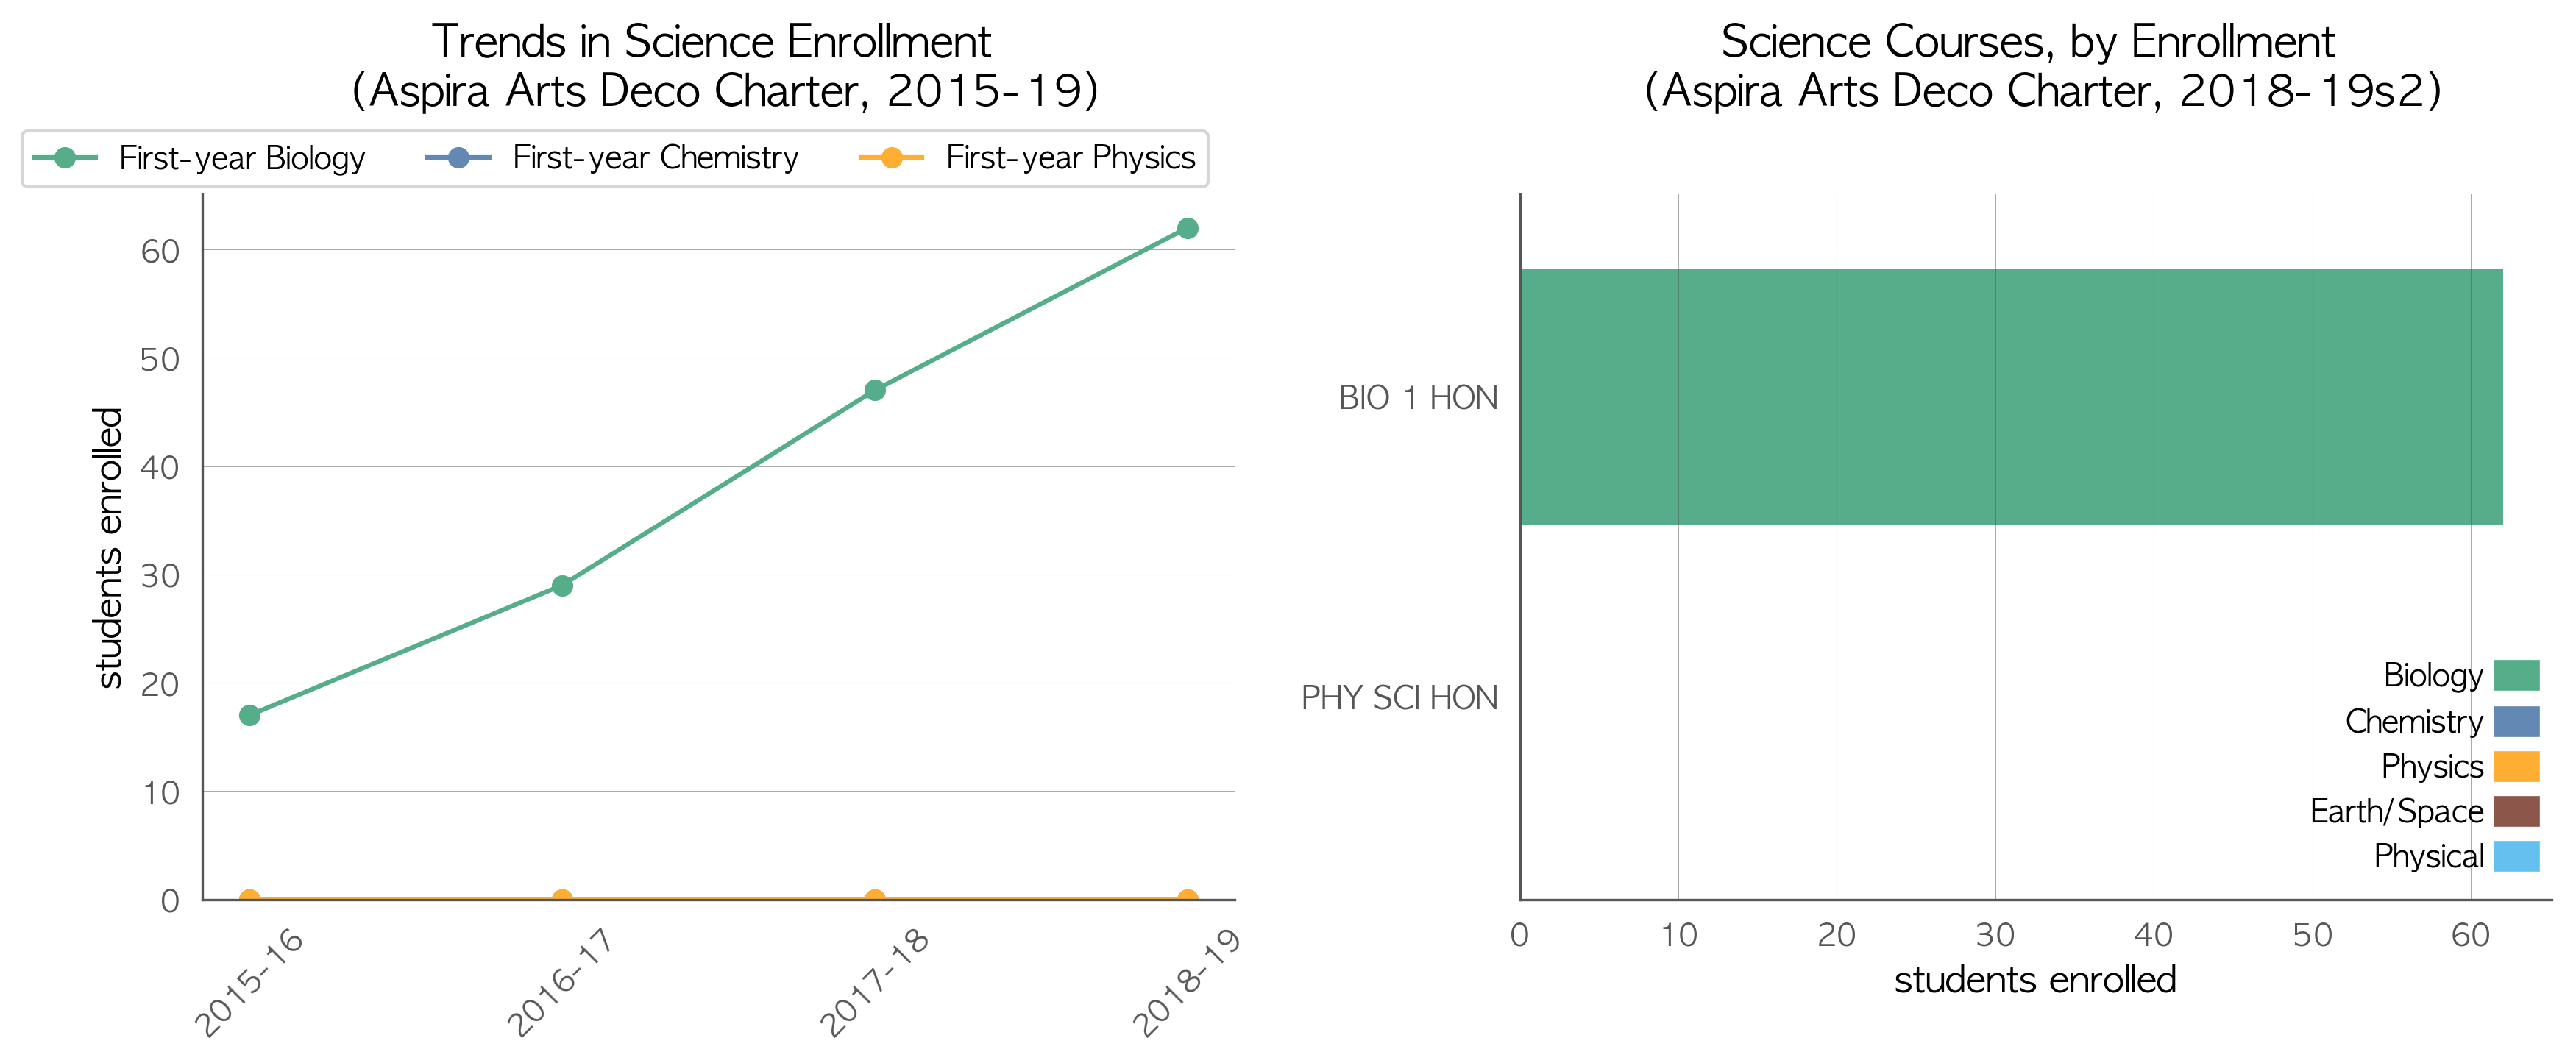 Trends in Science Enrollment
(Aspira Arts Deco Charter, 2015-19)
First-year Biology
First-year Chemistry
First-year Physics
students enrolled
60
50
40
30
20
10
0
2015-16
2016-17
2017-18
2018-19
Science Courses, by Enrollment
(Aspira Arts Deco Charter, 2018-19s2)
BIO 1 HON
PHY SCI HON
Biology
Chemistry
Physics
Earth/Space
Physical
0
10
20
30
40
50
60
students enrolled